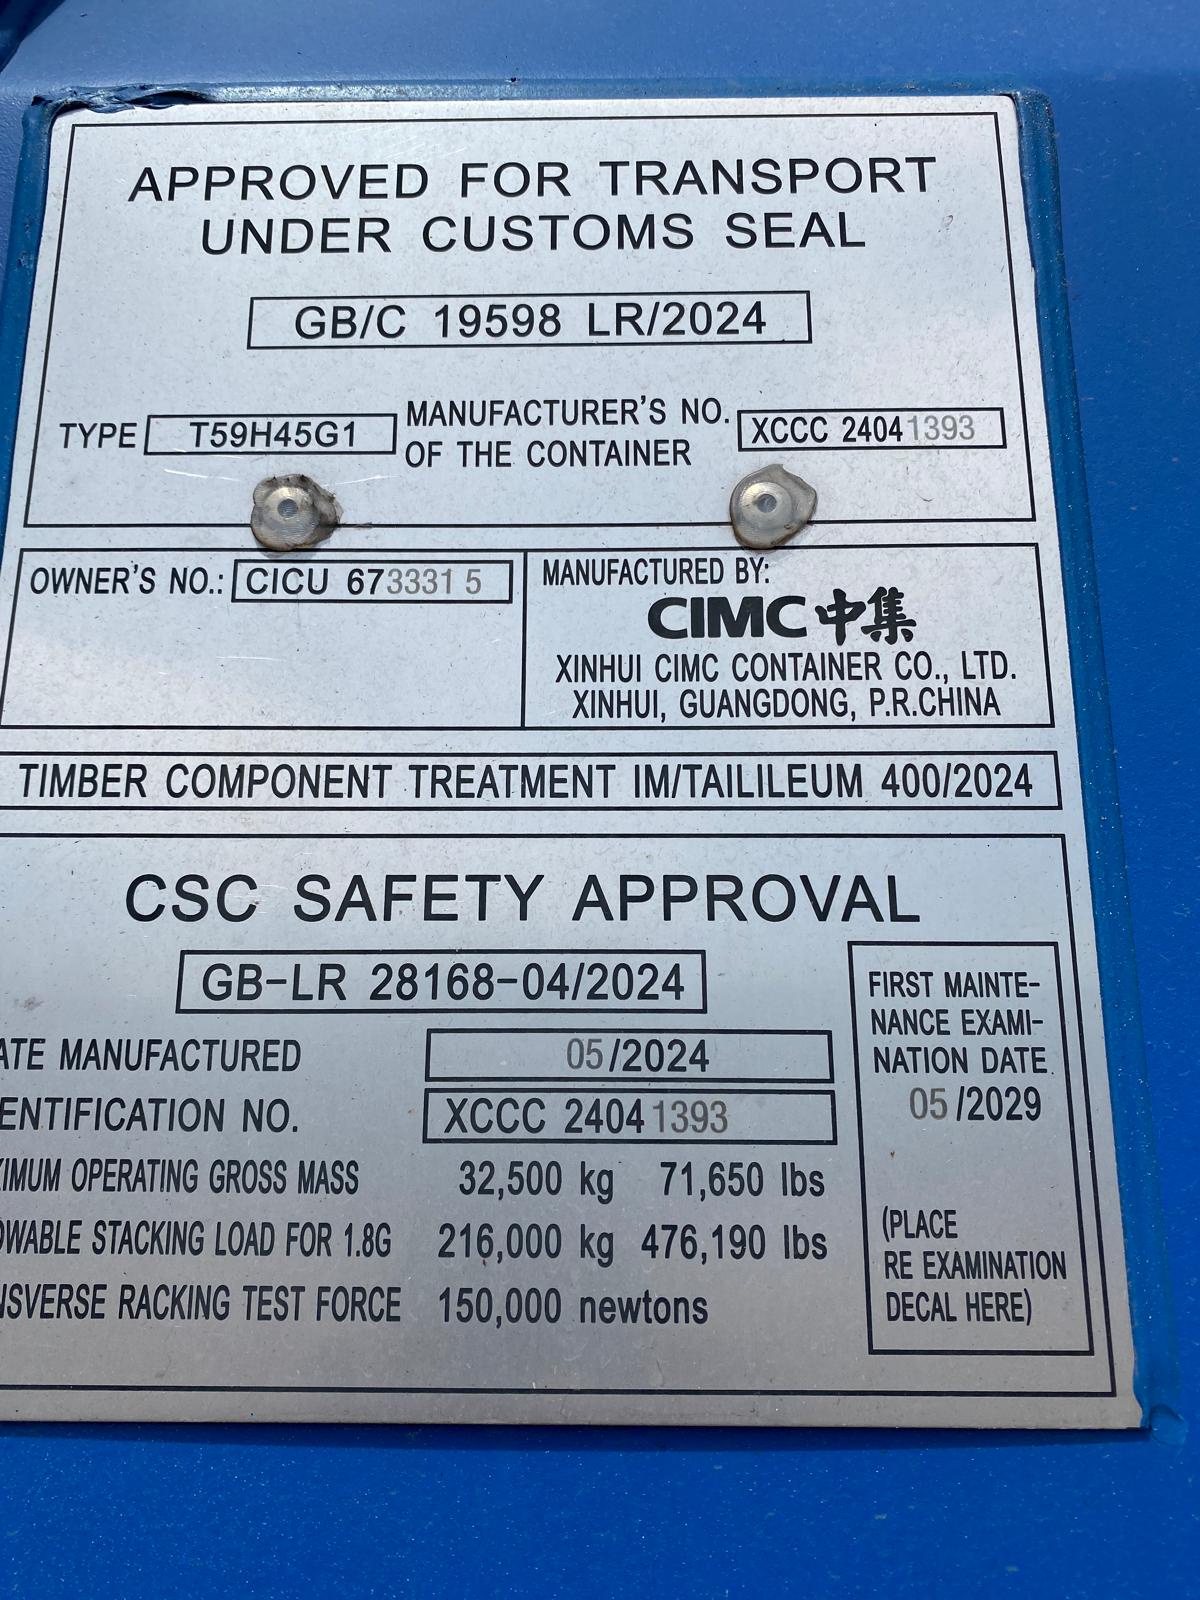 APPROVED FOR TRANSPORT
UNDER CUSTOMS SEAL
GB/C 19598 LR/2024
TYPE T59H45G1 MANUFACTURER'S NO. OF THE CONTAINER XCCC 24041393
OWNER'S NO.: CICU 673331 5
MANUFACTURED BY:
CIMC中集
XINHUI CIMC CONTAINER CO., LTD.
XINHUI, GUANGDONG, P.R.CHINA
TIMBER COMPONENT TREATMENT IM/TAILILEUM 400/2024
CSC SAFETY APPROVAL
GB-LR 28168-04/2024
ATE MANUFACTURED 05/2024
ENTIFICATION NO. XCCC 24041393
IMUM OPERATING GROSS MASS 32,500 kg 71,650 lbs
OWABLE STACKING LOAD FOR 1.8G 216,000 kg 476,190 lbs
NSVERSE RACKING TEST FORCE 150,000 newtons
FIRST MAINTE-
NANCE EXAMI-
NATION DATE
05/2029
(PLACE
RE EXAMINATION
DECAL HERE)